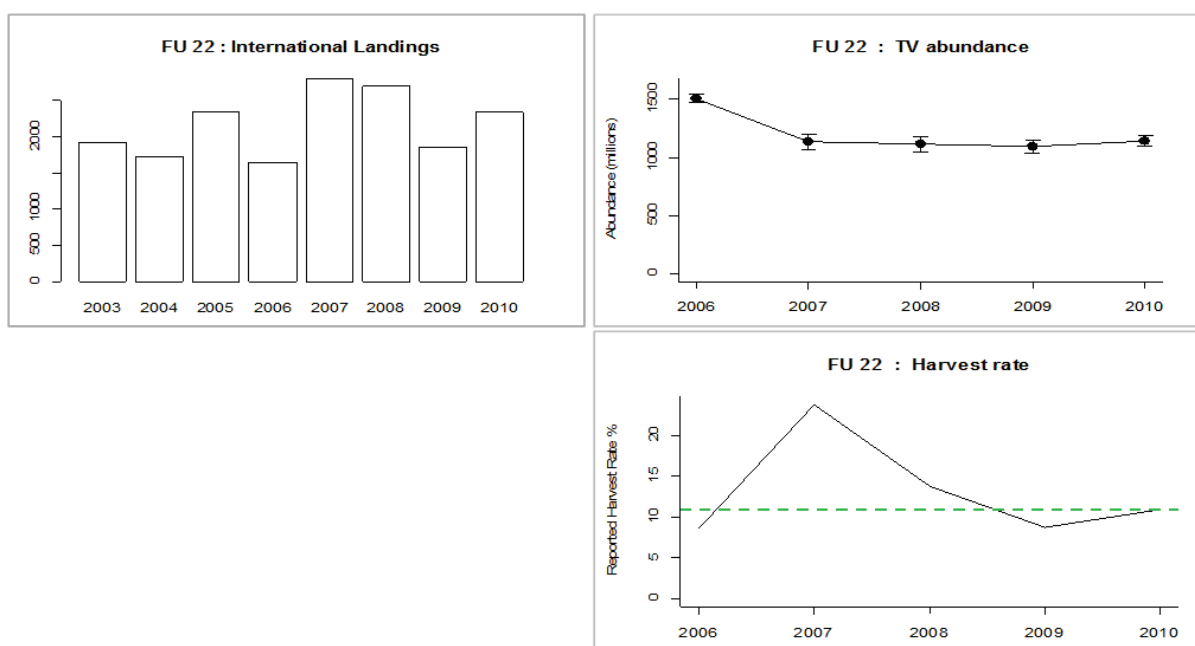 FU 22 : International Landings
2000
1000
500
0
2003 2004 2005 2006 2007 2008 2009 2010
FU 22 : TV abundance
Abundance (millions)
1500
1000
500
0
2006 2007 2008 2009 2010
FU 22 : Harvest rate
Reported Harvest Rate %
20
15
10
5
0
2006 2007 2008 2009 2010